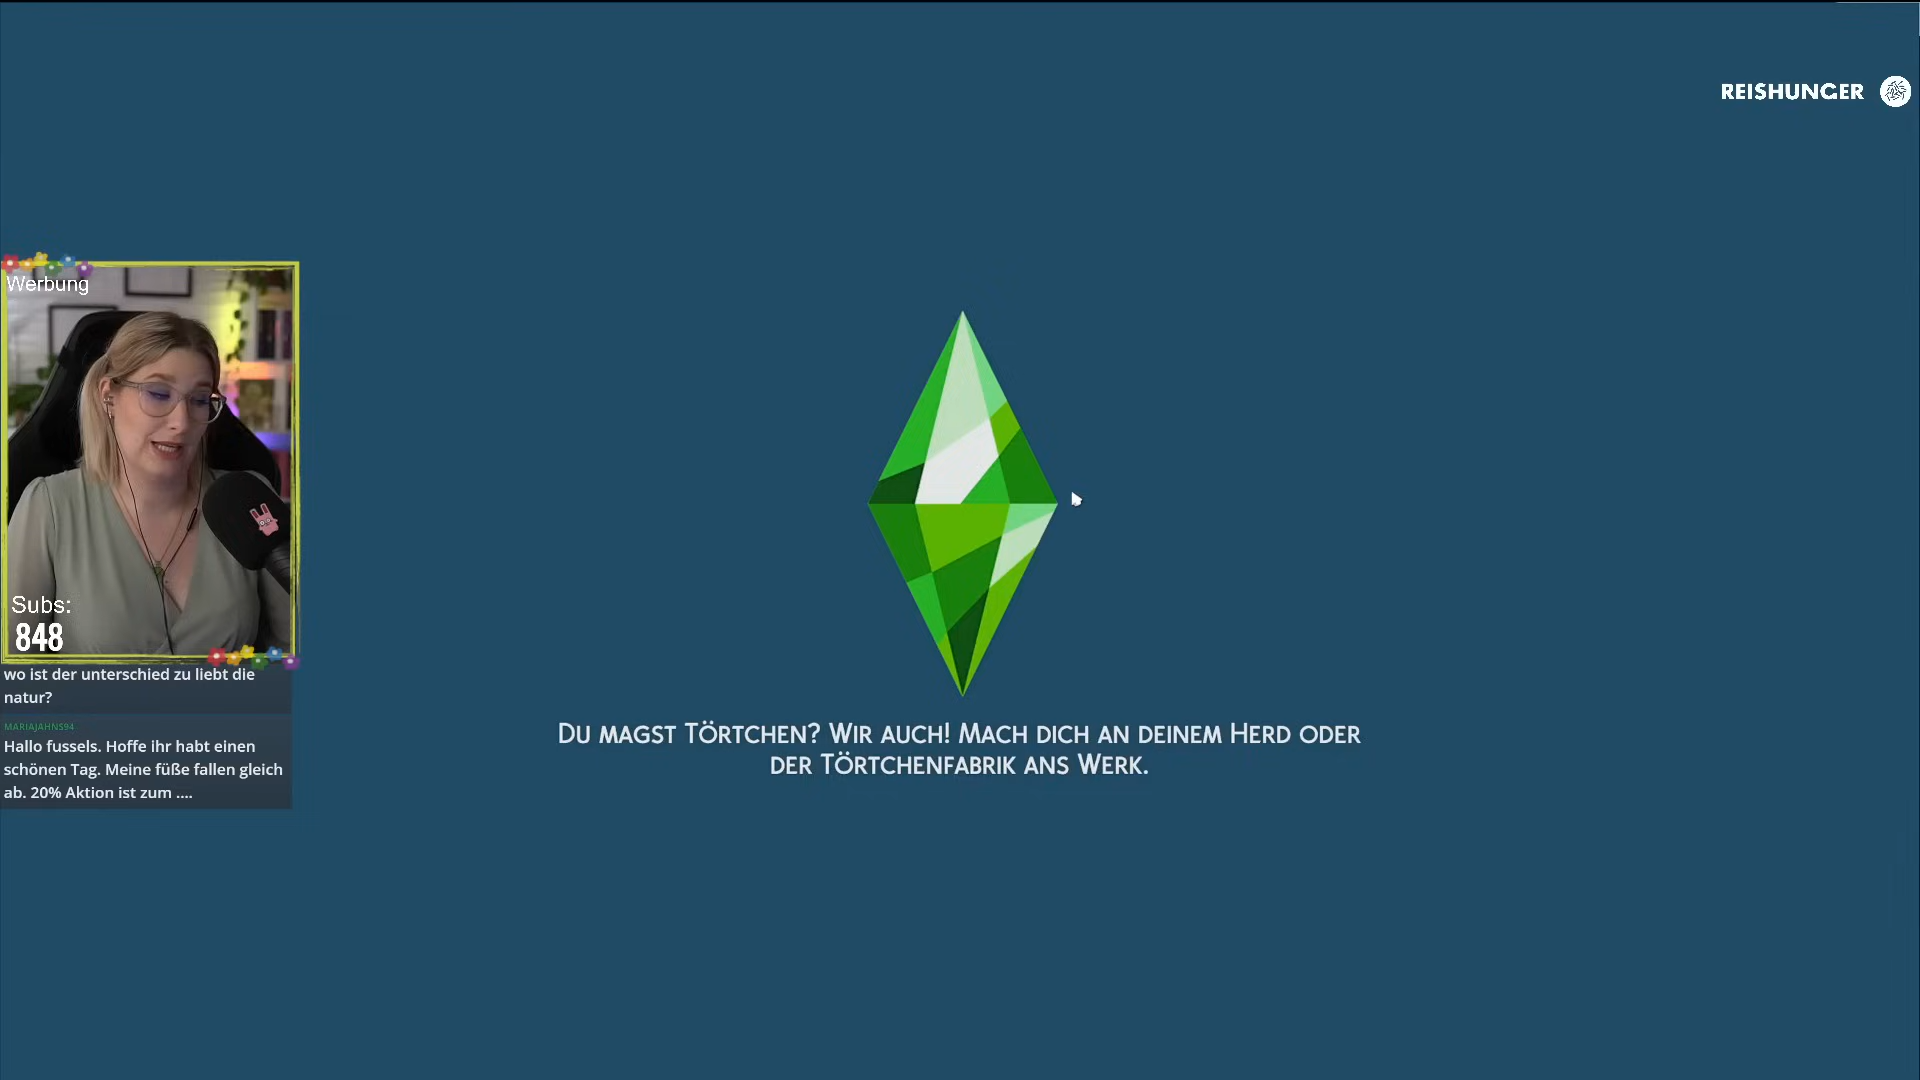 REISHUNGER
Werbung
Subs:
848
wo ist der unterschied zu liebt die
natur?
MARIAJAHNS94
Hallo fussels. Hoffe ihr habt einen
schönen Tag. Meine füße fallen gleich
ab. 20% Aktion ist zum ....
DU MAGST TÖRTCHEN? WIR AUCH! MACH DICH AN DEINEM HERD ODER
DER TÖRTCHENFABRIK ANS WERK.